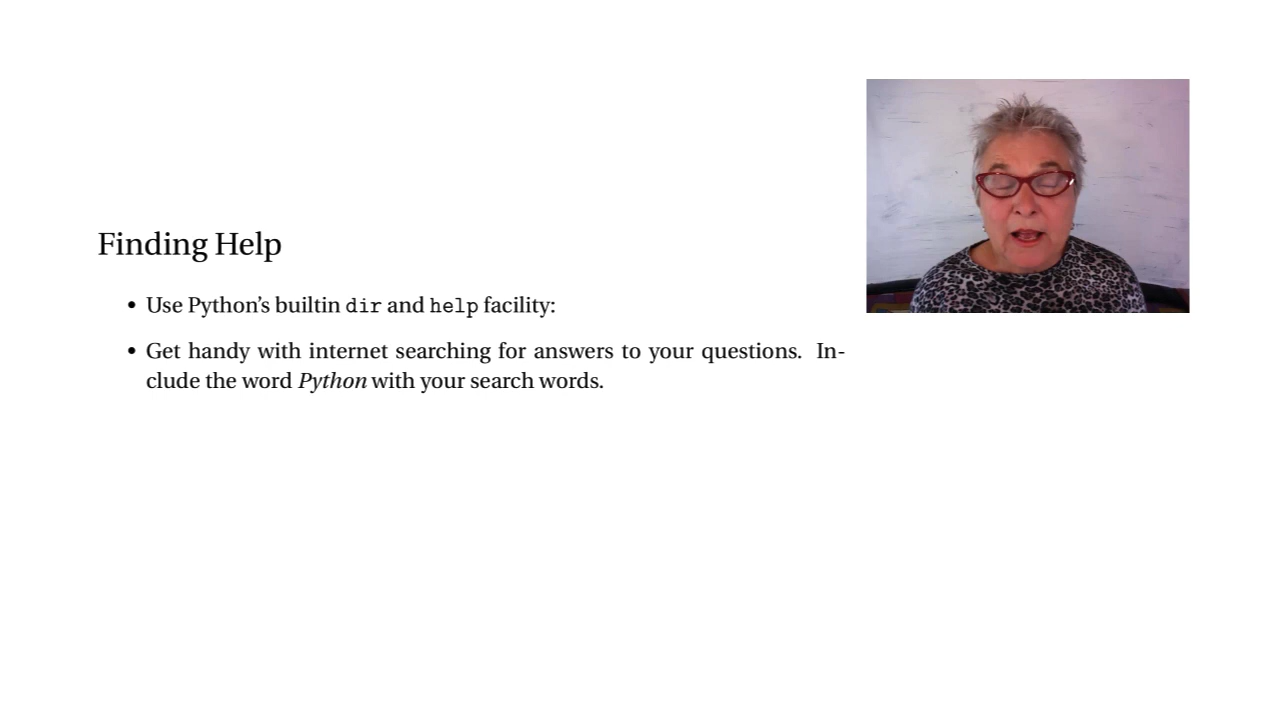 Finding Help
• Use Python’s builtin dir and help facility:
• Get handy with internet searching for answers to your questions. In-
clude the word Python with your search words.